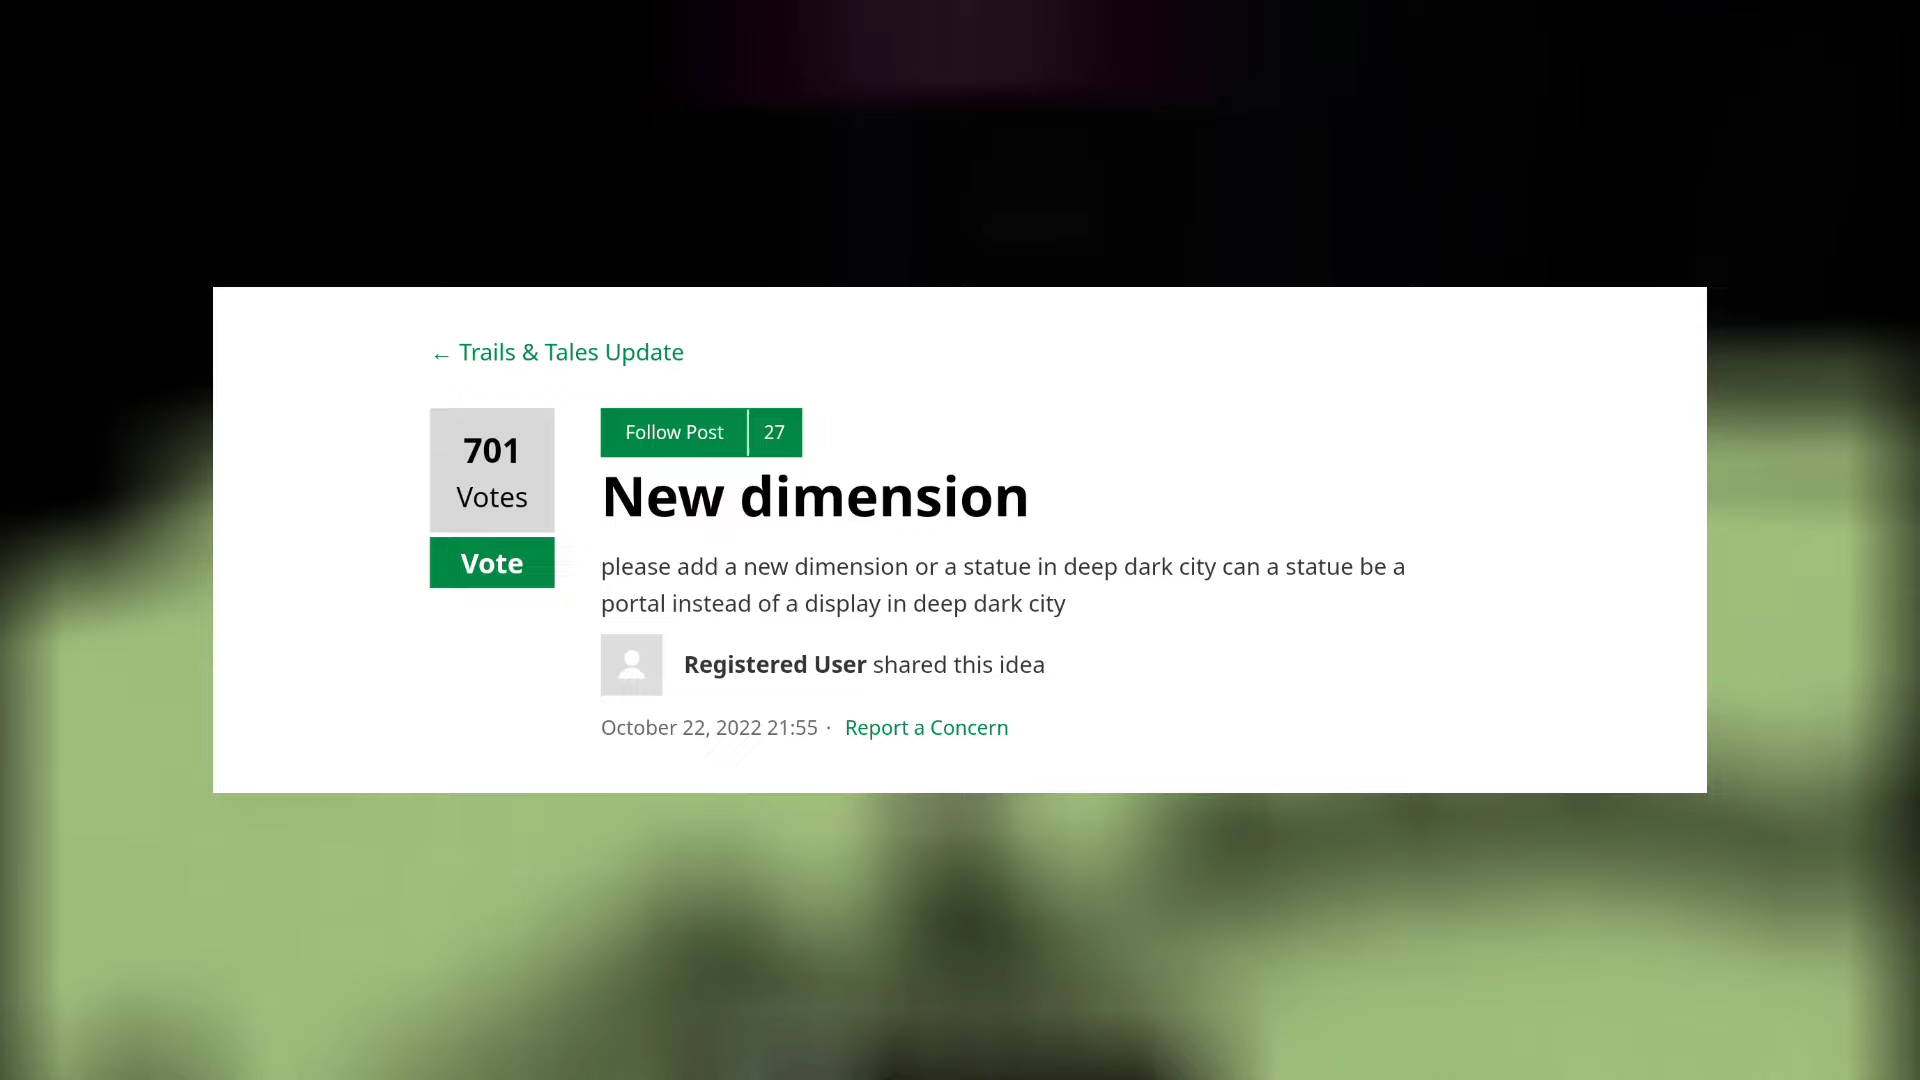 ← Trails & Tales Update
701
Votes
Vote
Follow Post 27
New dimension
please add a new dimension or a statue in deep dark city can a statue be a
portal instead of a display in deep dark city
Registered User shared this idea
October 22, 2022 21:55 · Report a Concern